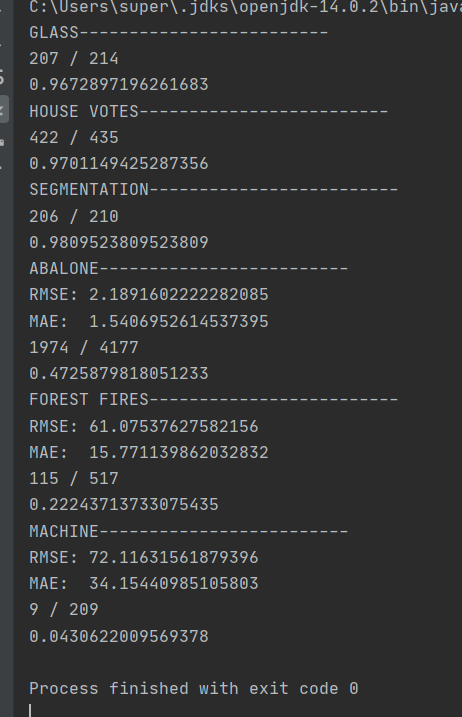 C:\Users\super\.jdks\openjdk-14.0.2\bin\java
GLASS-------------------------
207 / 214
0.9672897196261683
HOUSE VOTES-------------------------
422 / 435
0.9701149425287356
SEGMENTATION-------------------------
206 / 210
0.9809523809523809
ABALONE-------------------------
RMSE: 2.1891602222282085
MAE:  1.5406952614537395
1974 / 4177
0.4725879818051233
FOREST FIRES-------------------------
RMSE: 61.07537627582156
MAE:  15.771139862032832
115 / 517
0.22243713733075435
MACHINE-------------------------
RMSE: 72.11631561879396
MAE:  34.15440985105803
9 / 209
0.0430622009569378
Process finished with exit code 0